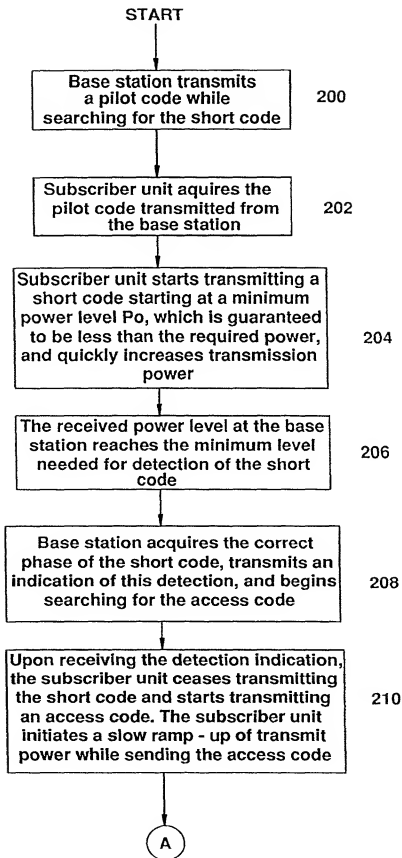 START
Base station transmits
a pilot code while
searching for the short code
200
Subscriber unit aquires the
pilot code transmitted from
the base station
202
Subscriber unit starts transmitting a
short code starting at a minimum
power level Po, which is guaranteed
to be less than the required power,
and quickly increases transmission
power
204
The received power level at the base
station reaches the minimum level
needed for detection of the short
code
206
Base station acquires the correct
phase of the short code, transmits an
indication of this detection, and begins
searching for the access code
208
Upon receiving the detection indication,
the subscriber unit ceases transmitting
the short code and starts transmitting
an access code. The subscriber unit
initiates a slow ramp - up of transmit
power while sending the access code
210
A